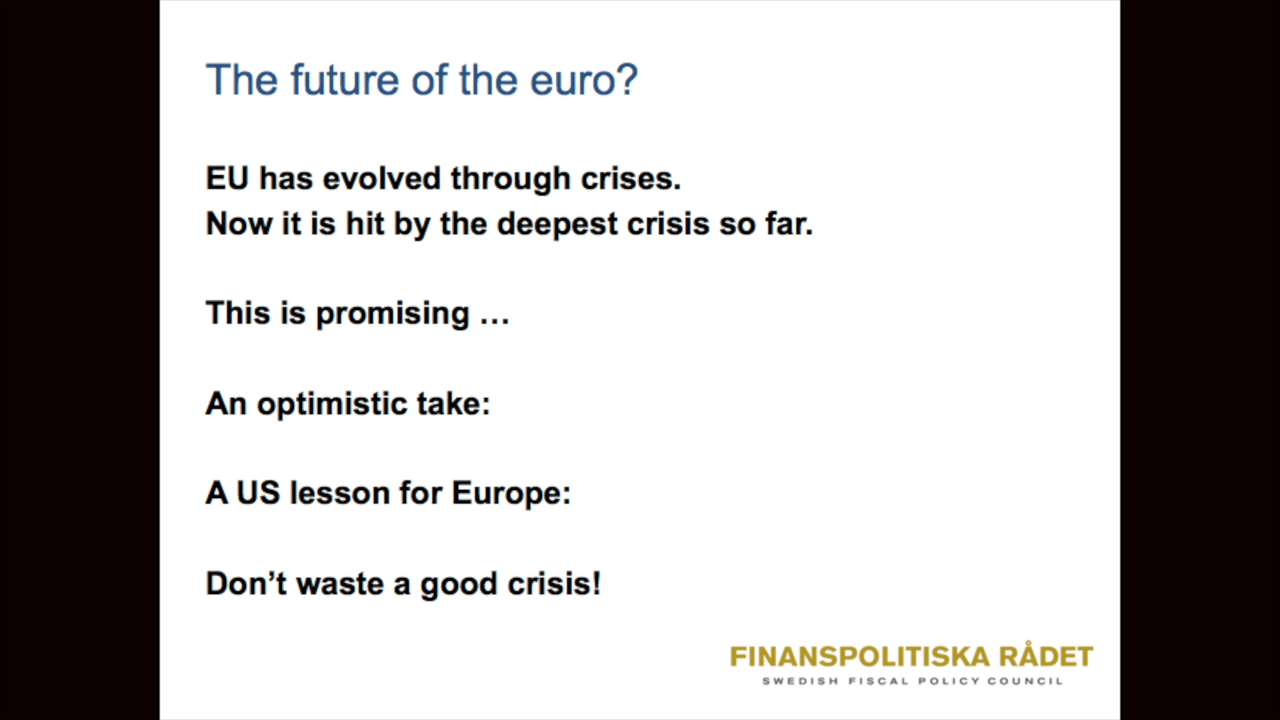 The future of the euro?
EU has evolved through crises.
Now it is hit by the deepest crisis so far.
This is promising …
An optimistic take:
A US lesson for Europe:
Don’t waste a good crisis!
FINANSPOLITISKA RÅDET
SWEDISH FISCAL POLICY COUNCIL